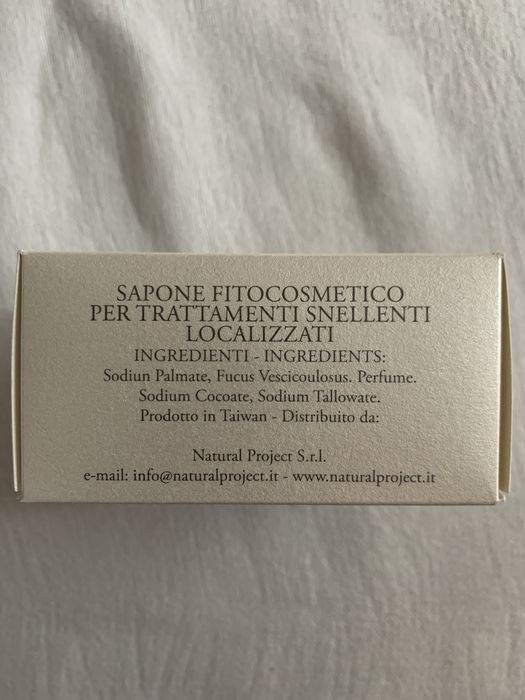 SAPONE FITOCOSMETICO
PER TRATTAMENTI SNELLENTI
LOCALIZZATI
INGREDIENTI - INGREDIENTS:
Sodiun Palmate, Fucus Vescicoulosus. Perfume.
Sodium Cocoate, Sodium Tallowate.
Prodotto in Taiwan - Distribuito da:
Natural Project S.r.l.
e-mail: info@naturalproject.it - www.naturalproject.it